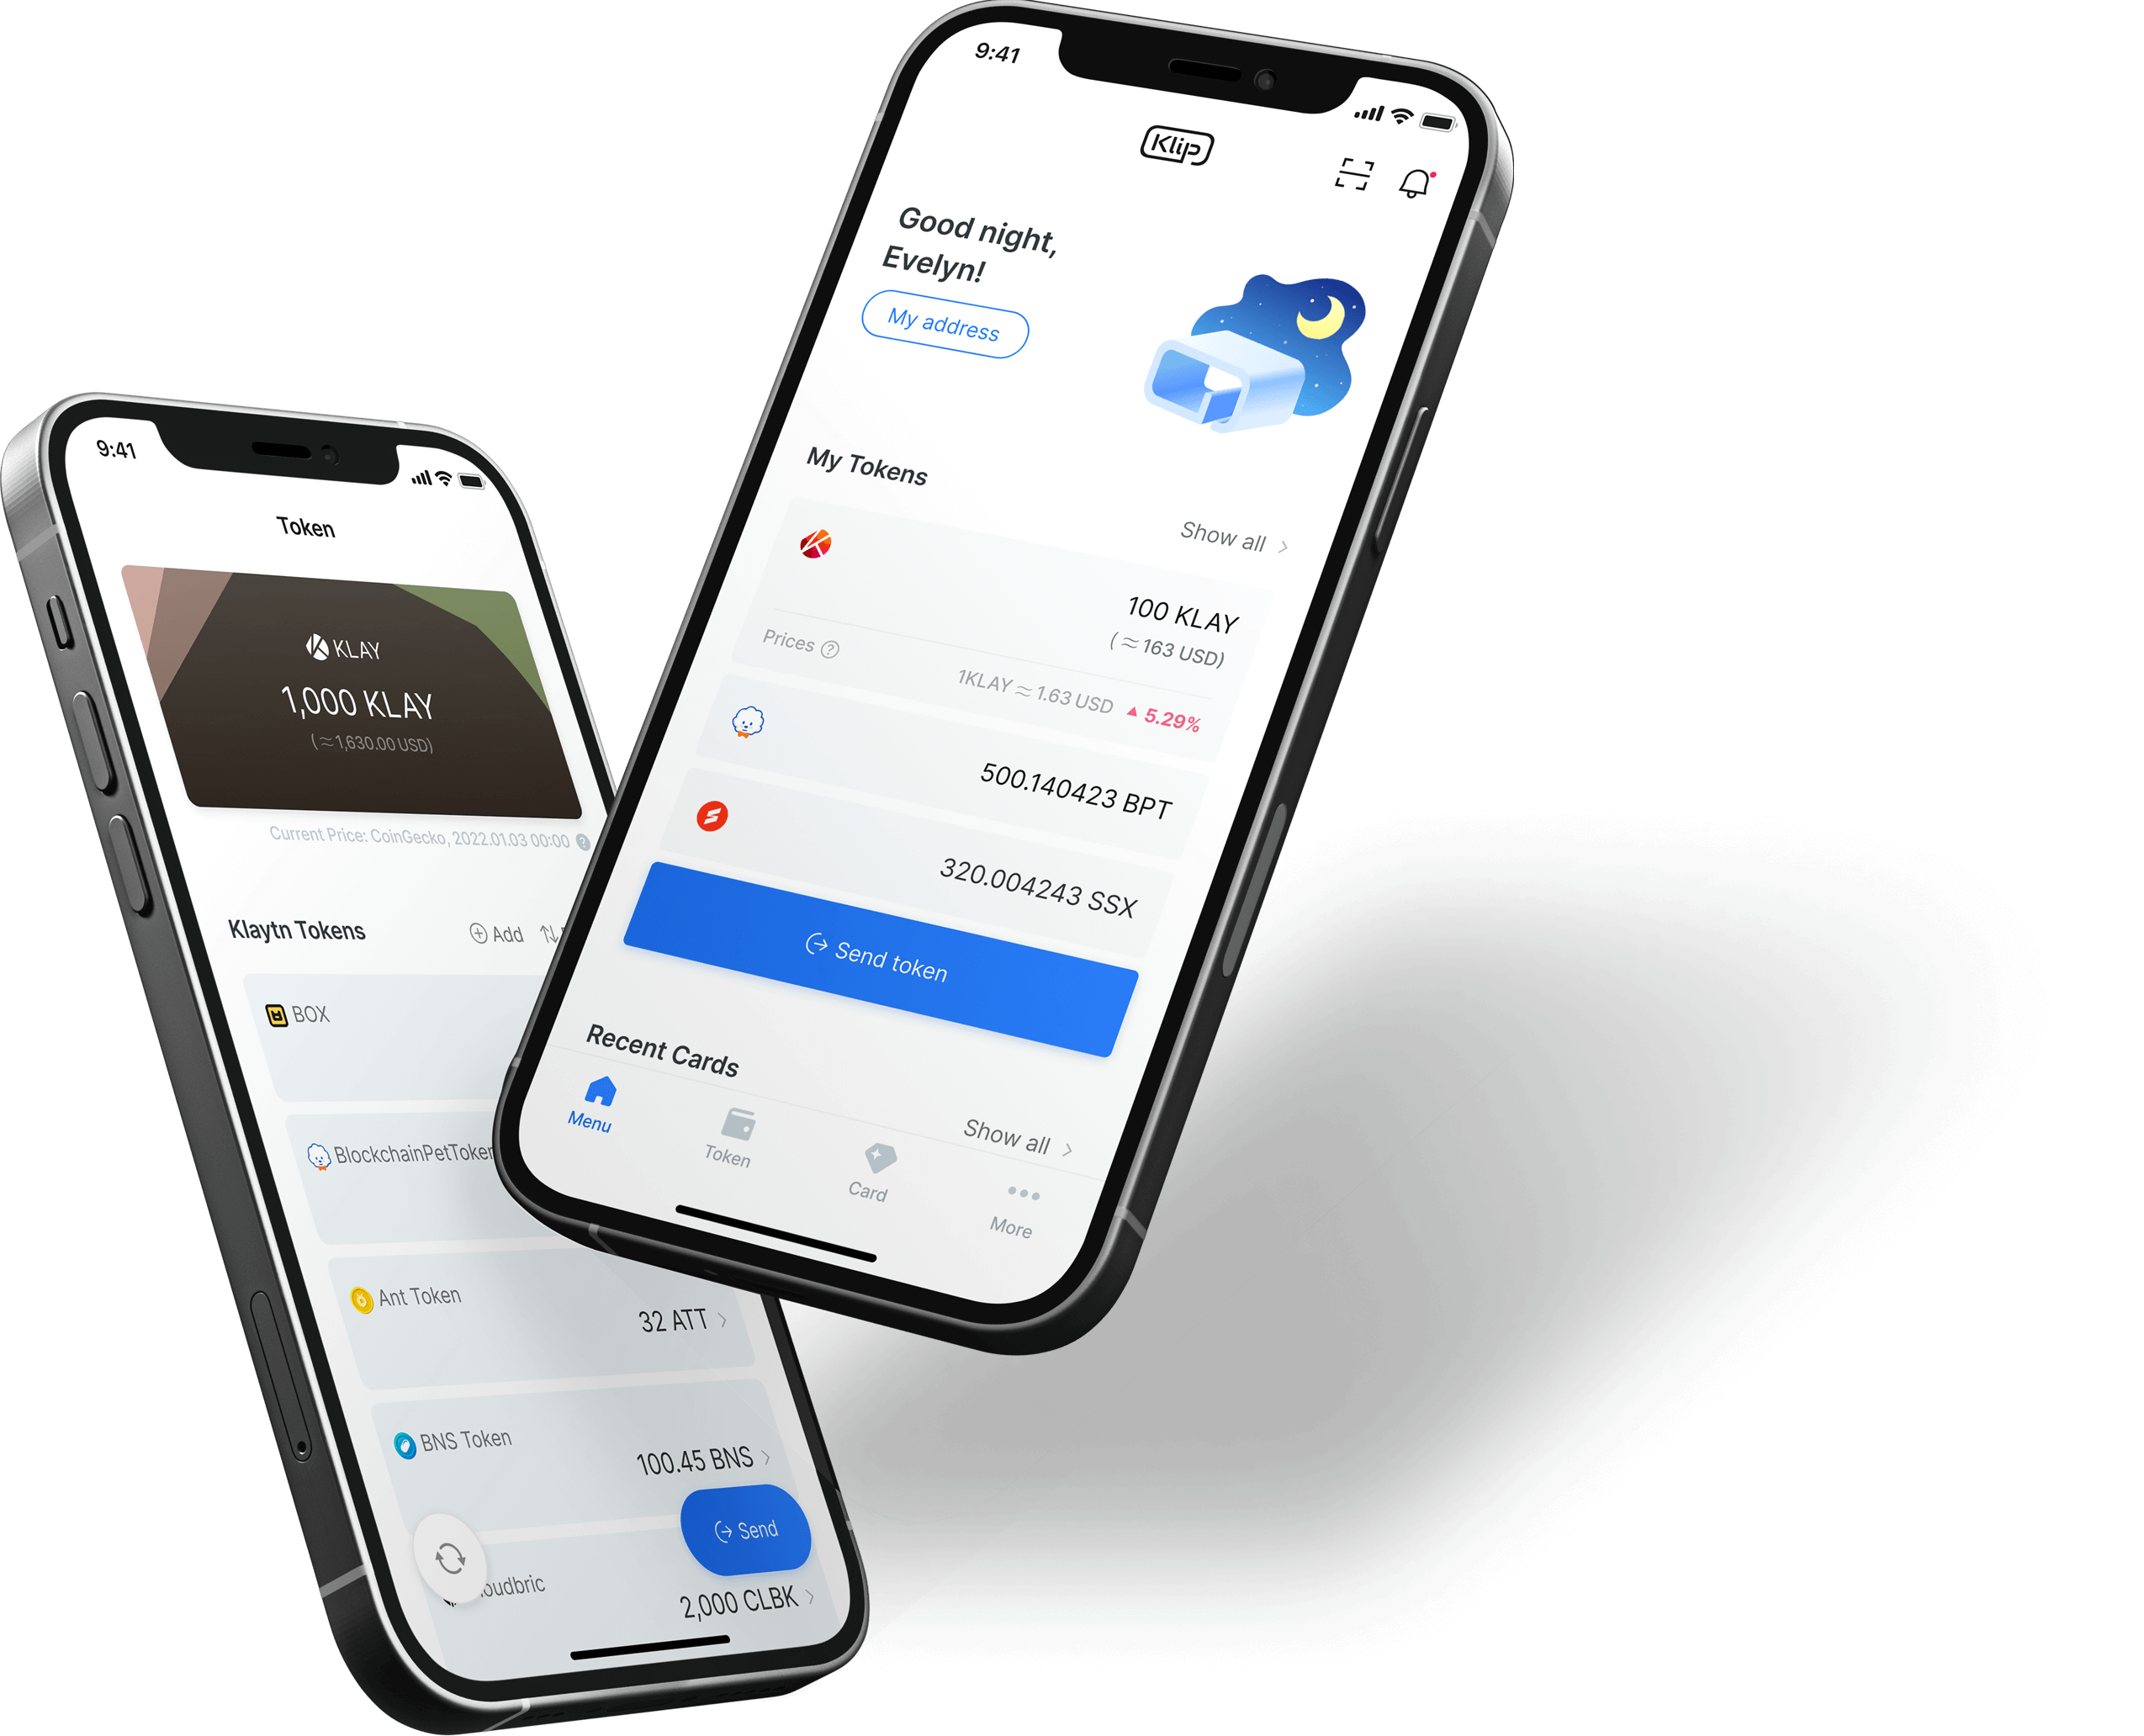 9:41
Klip
Good night,
Evelyn!
My address
My Tokens
Show all
100 KLAY
( ≈ 163 USD)
Prices ?
1KLAY ≈ 1.63 USD ▲ 5.29%
500.140423 BPT
320.004243 SSX
Send token
Recent Cards
Show all
Menu
Token
Card
More
9:41
Token
KLAY
1,000 KLAY
( ≈ 1,630.00 USD)
Current Price: CoinGecko, 2022.01.03 00:00 ?
Klaytn Tokens
Add
BOX
BlockchainPetToken
Ant Token
32 ATT
BNS Token
100.45 BNS
Send
oudbric
2,000 CLBK